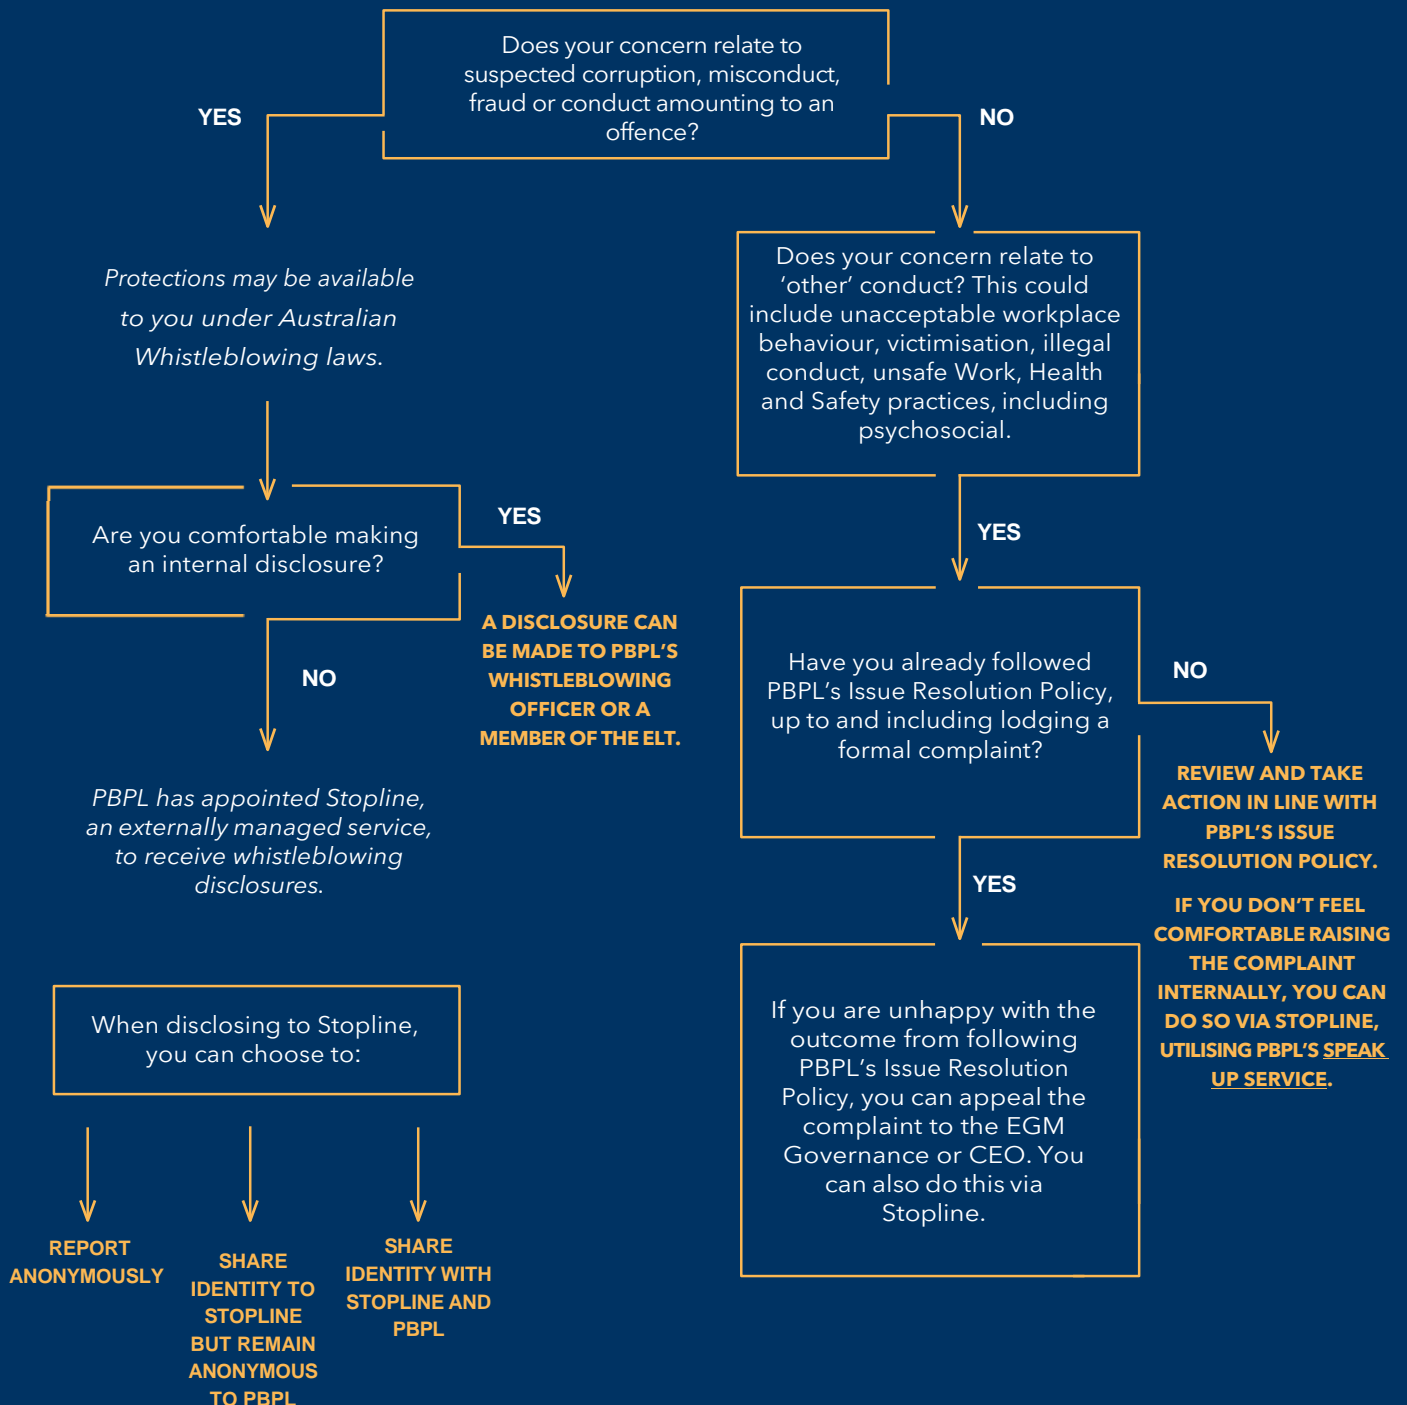 Does your concern relate to
suspected corruption, misconduct,
fraud or conduct amounting to an
offence?
YES
NO
Protections may be available
to you under Australian
Whistleblowing laws.
Does your concern relate to
‘other’ conduct? This could
include unacceptable workplace
behaviour, victimisation, illegal
conduct, unsafe Work, Health
and Safety practices, including
psychosocial.
Are you comfortable making
an internal disclosure?
YES
A DISCLOSURE CAN
BE MADE TO PBPL’S
WHISTLEBLOWING
OFFICER OR A
MEMBER OF THE ELT.
NO
PBPL has appointed Stopline,
an externally managed service,
to receive whistleblowing
disclosures.
When disclosing to Stopline,
you can choose to:
REPORT
ANONYMOUSLY
SHARE
IDENTITY TO
STOPLINE
BUT REMAIN
ANONYMOUS
TO PBPL
SHARE
IDENTITY WITH
STOPLINE AND
PBPL
YES
Have you already followed
PBPL’s Issue Resolution Policy,
up to and including lodging a
formal complaint?
NO
REVIEW AND TAKE
ACTION IN LINE WITH
PBPL’S ISSUE
RESOLUTION POLICY.
IF YOU DON’T FEEL
COMFORTABLE RAISING
THE COMPLAINT
INTERNALLY, YOU CAN
DO SO VIA STOPLINE,
UTILISING PBPL’S SPEAK
UP SERVICE.
YES
If you are unhappy with the
outcome from following
PBPL’s Issue Resolution
Policy, you can appeal the
complaint to the EGM
Governance or CEO. You
can also do this via
Stopline.